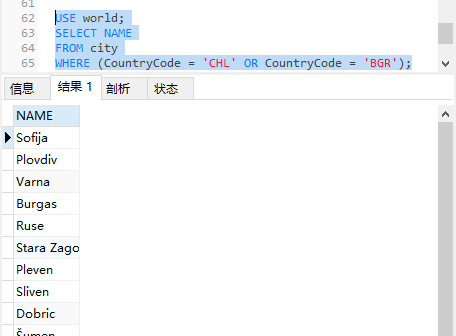 61
62 USE world;
63 SELECT NAME
64 FROM city
65 WHERE (CountryCode = 'CHL' OR CountryCode = 'BGR');
信息 结果 1 剖析 状态
NAME
Sofija
Plovdiv
Varna
Burgas
Ruse
Stara Zago
Pleven
Sliven
Dobric
Šumen